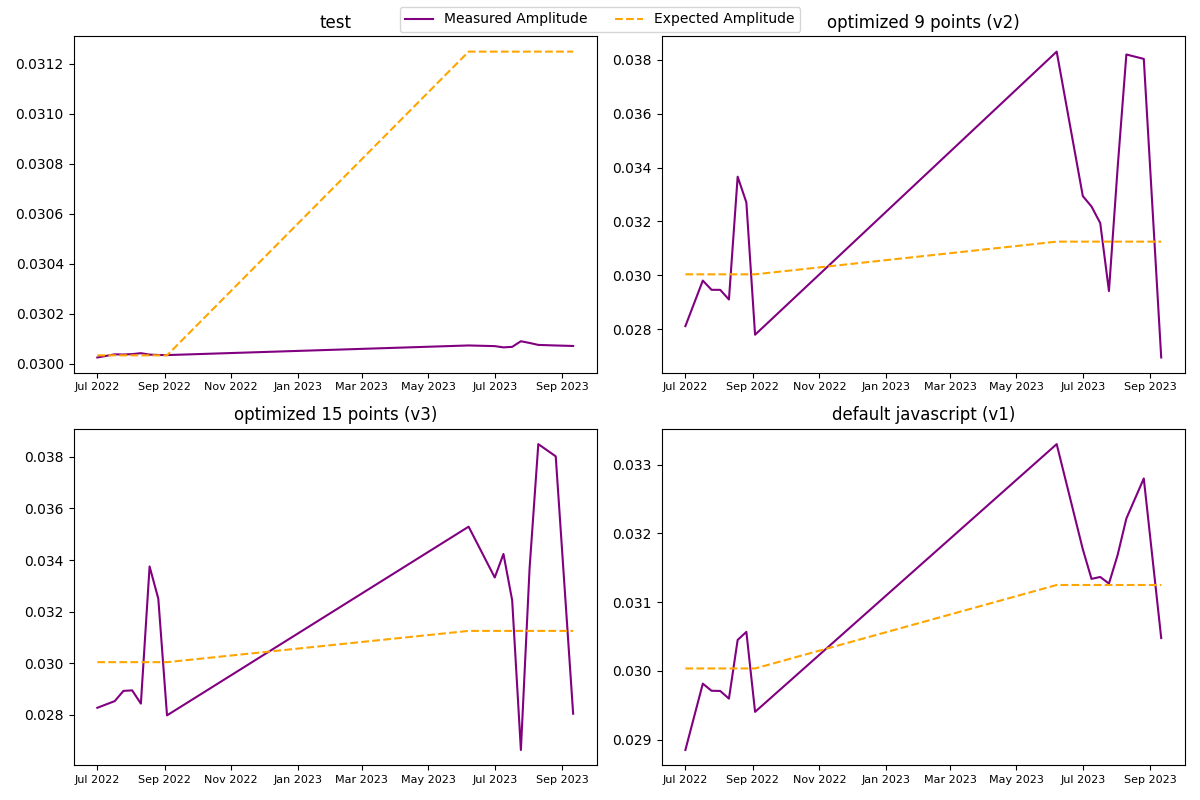 Measured Amplitude Expected Amplitude
test
0.0312
0.0310
0.0308
0.0306
0.0304
0.0302
0.0300
Jul 2022 Sep 2022 Nov 2022 Jan 2023 Mar 2023 May 2023 Jul 2023 Sep 2023
optimized 9 points (v2)
0.038
0.036
0.034
0.032
0.030
0.028
Jul 2022 Sep 2022 Nov 2022 Jan 2023 Mar 2023 May 2023 Jul 2023 Sep 2023
optimized 15 points (v3)
0.038
0.036
0.034
0.032
0.030
0.028
Jul 2022 Sep 2022 Nov 2022 Jan 2023 Mar 2023 May 2023 Jul 2023 Sep 2023
default javascript (v1)
0.033
0.032
0.031
0.030
0.029
Jul 2022 Sep 2022 Nov 2022 Jan 2023 Mar 2023 May 2023 Jul 2023 Sep 2023